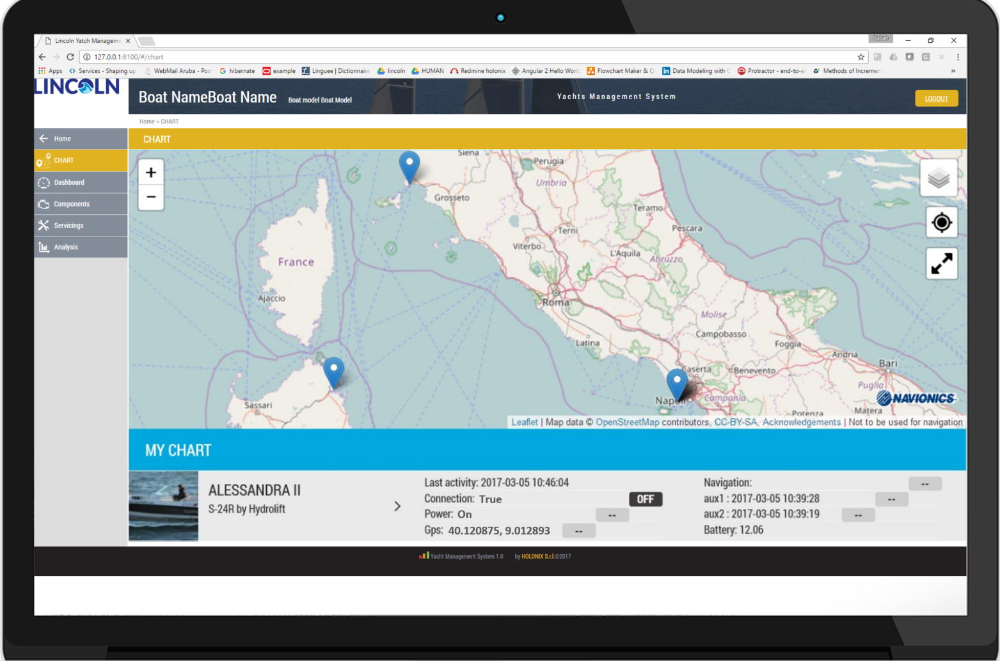 Lincoln Yatch Manageme
Rabah
127.0.0.1:8100/#/chart
Apps Services - Shaping up WebMail Aruba - Post hibernate example Linguee | Dictionnaire lincoln HUMAN Redmine holonix Angular 2 Hello World Flowchart Maker & O Data Modeling with C Protractor - end-to-e Methods of Incremen »
LINCOLN
Boat NameBoat Name Boat model Boat Model
Yachts Management System
LOGOUT
Home > CHART
Home
CHART
Dashboard
Components
Servicings
Analysis
CHART
+
−
Siena
Perugia
Umbria
Grosseto
Teramo
Pescara
Terni
Viterbo
L'Aquila
Abruzzo
France
Ajaccio
Roma
Molise
Campobasso
Latina
Foggia
Andria
Bari
Caserta
Benevento
Puglia
NAVIONICS
Napoli
Campania
Sassari
Potenza
Matera
Leaflet | Map data © OpenStreetMap contributors, CC-BY-SA, Acknowledgements | Not to be used for navigation
MY CHART
ALESSANDRA II
S-24R by Hydrolift
Last activity: 2017-03-05 10:46:04
Connection: True OFF
Power: On --
Gps: 40.120875, 9.012893 --
Navigation: --
aux1 : 2017-03-05 10:39:28 --
aux2 : 2017-03-05 10:39:19 --
Battery: 12.06
Yacht Management System 1.0 by HOLONIX S.r.l.©2017